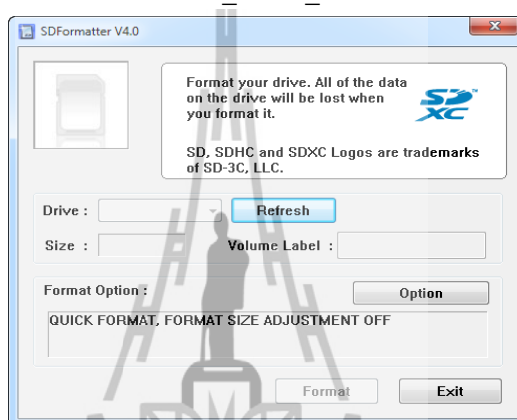 SDFormatter V4.0
Format your drive. All of the data
on the drive will be lost when
you format it.
SD XC
SD, SDHC and SDXC Logos are trademarks
of SD-3C, LLC.
Drive :
Refresh
Size :
Volume Label :
Format Option :
Option
QUICK FORMAT, FORMAT SIZE ADJUSTMENT OFF
Format
Exit